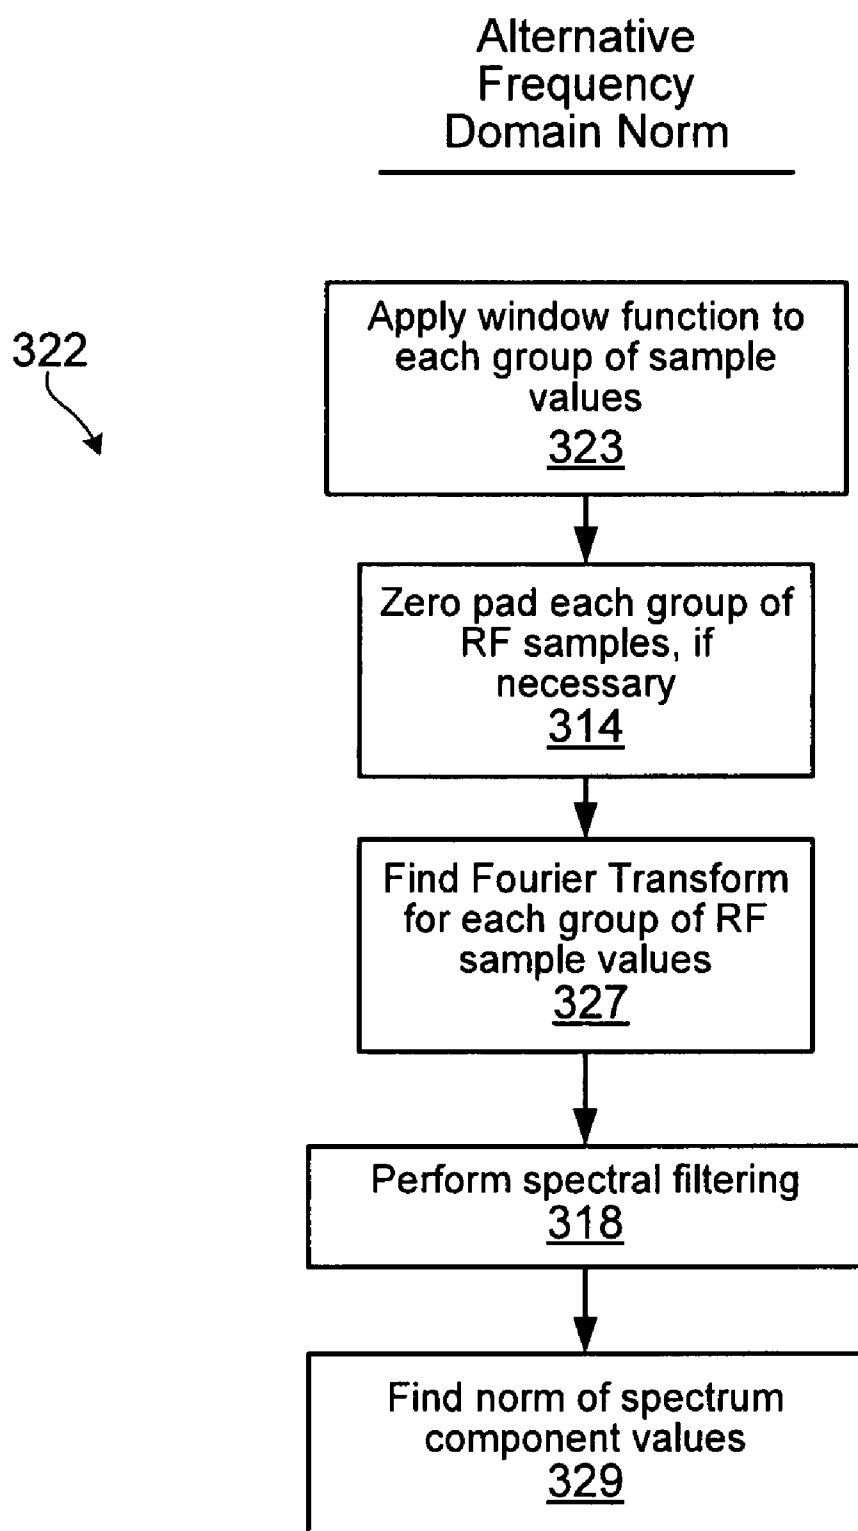 Alternative
Frequency
Domain Norm
322
Apply window function to
each group of sample
values
323
Zero pad each group of
RF samples, if
necessary
314
Find Fourier Transform
for each group of RF
sample values
327
Perform spectral filtering
318
Find norm of spectrum
component values
329